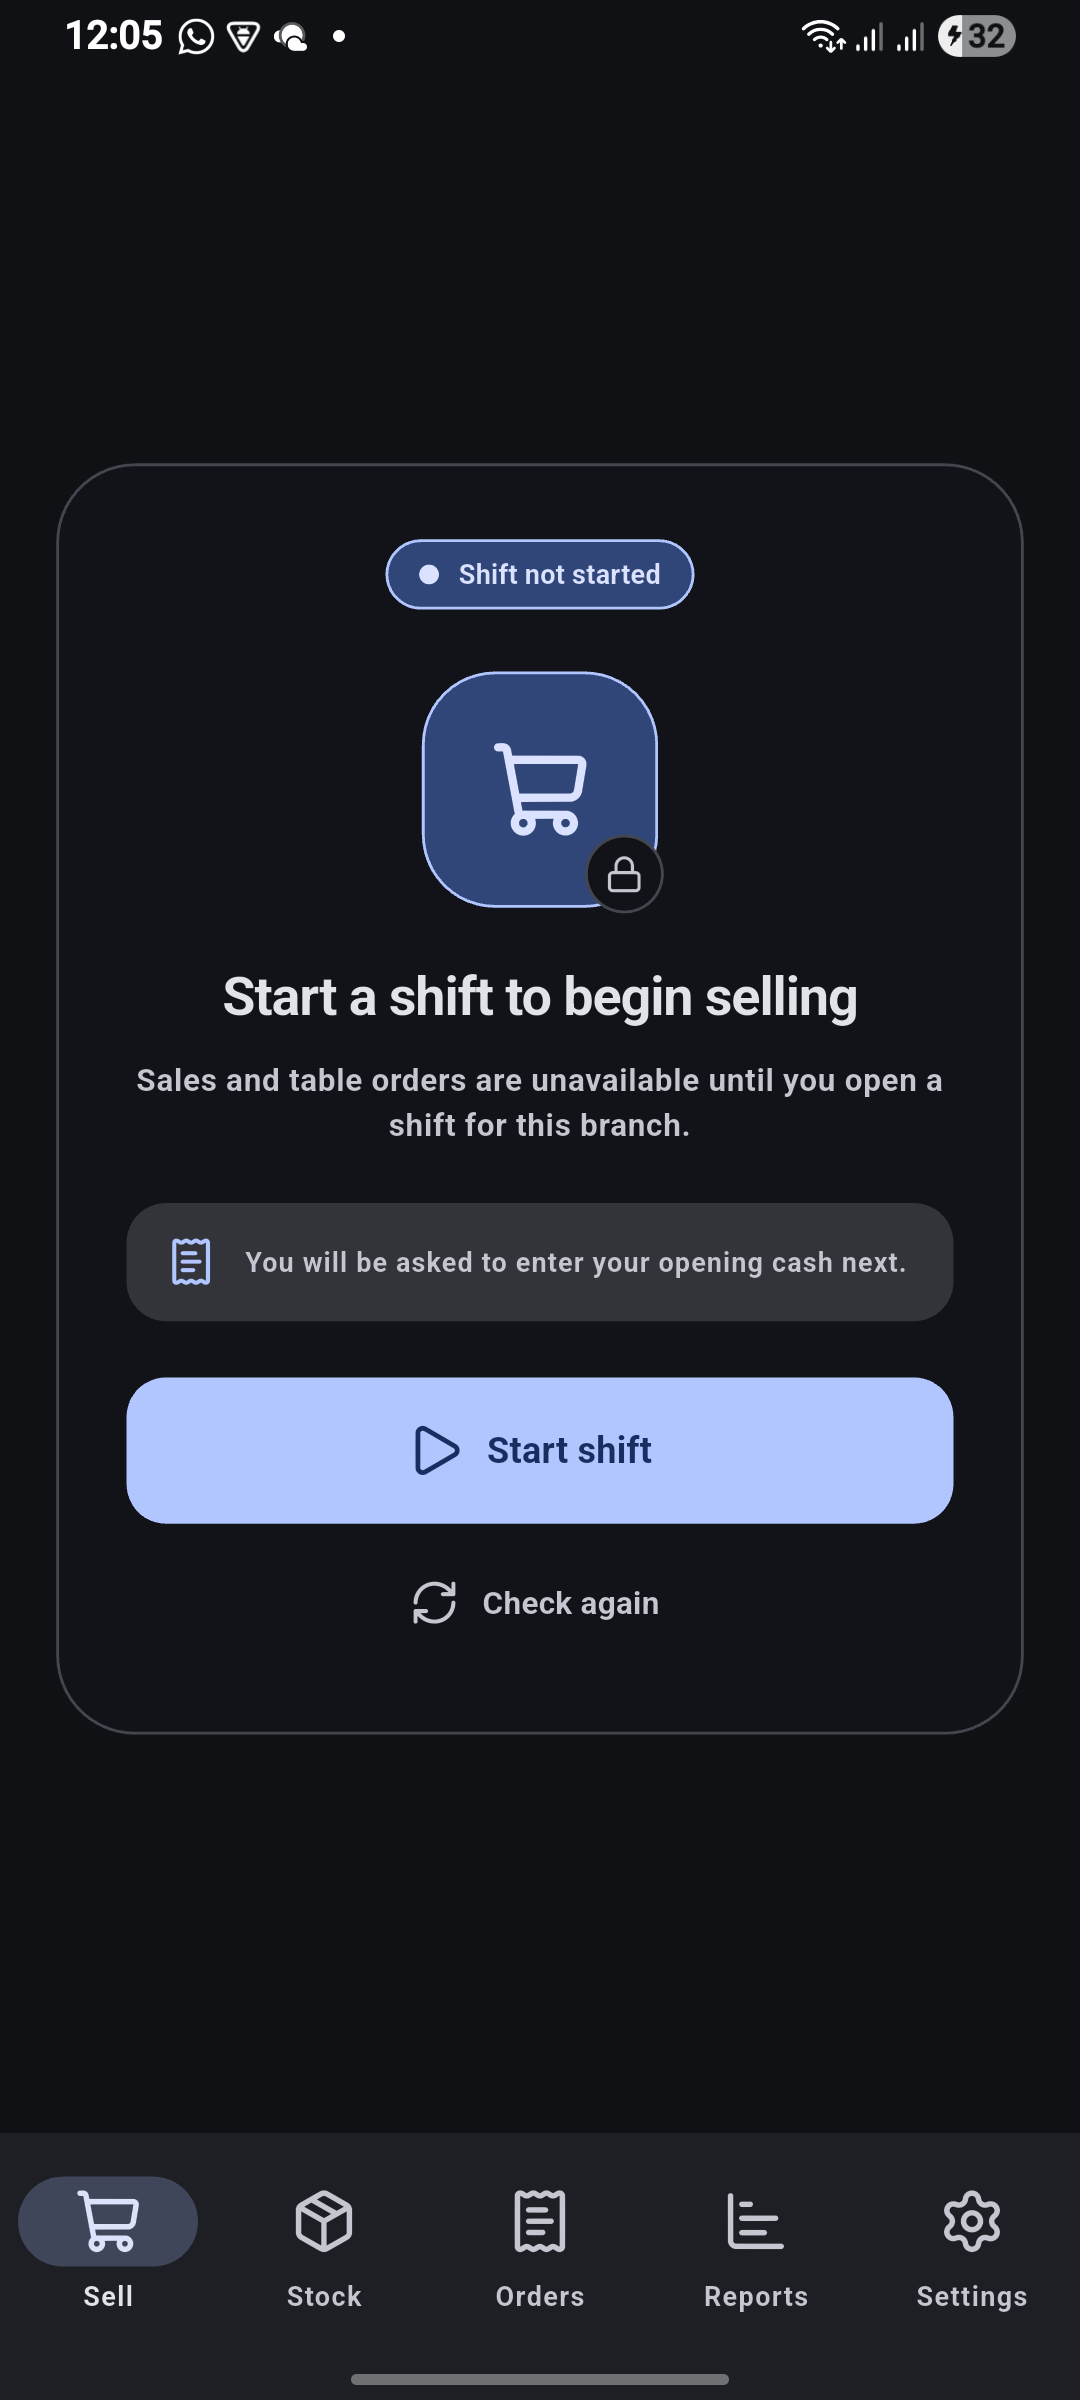 12:05
32
Shift not started
Start a shift to begin selling
Sales and table orders are unavailable until you open a
shift for this branch.
You will be asked to enter your opening cash next.
Start shift
Check again
Sell
Stock
Orders
Reports
Settings